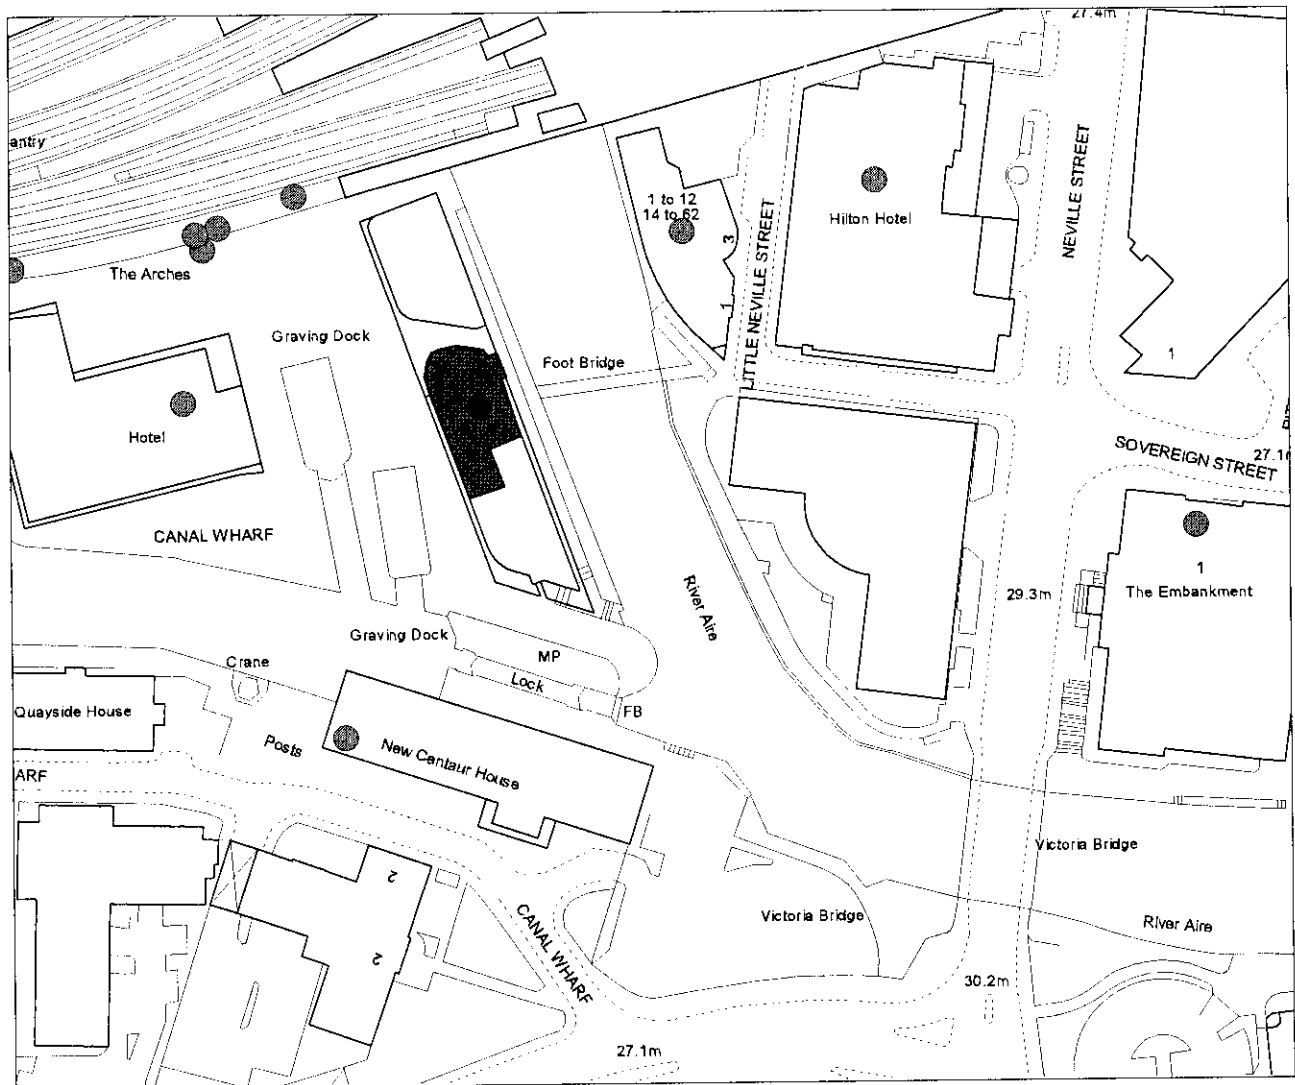 27.4m
antry
1 to 12
14 to 62
3
1
Hilton Hotel
NEVILLE STREET
LITTLE NEVILLE STREET
The Arches
Graving Dock
Foot Bridge
1
Hotel
SOVEREIGN STREET
27.1
CANAL WHARF
1
The Embankment
29.3m
River Aire
Graving Dock
MP
Crane
Lock
FB
Quayside House
Posts
New Centaur House
ARF
Victoria Bridge
2
Victoria Bridge
River Aire
CANAL WHARF
2
30.2m
27.1m